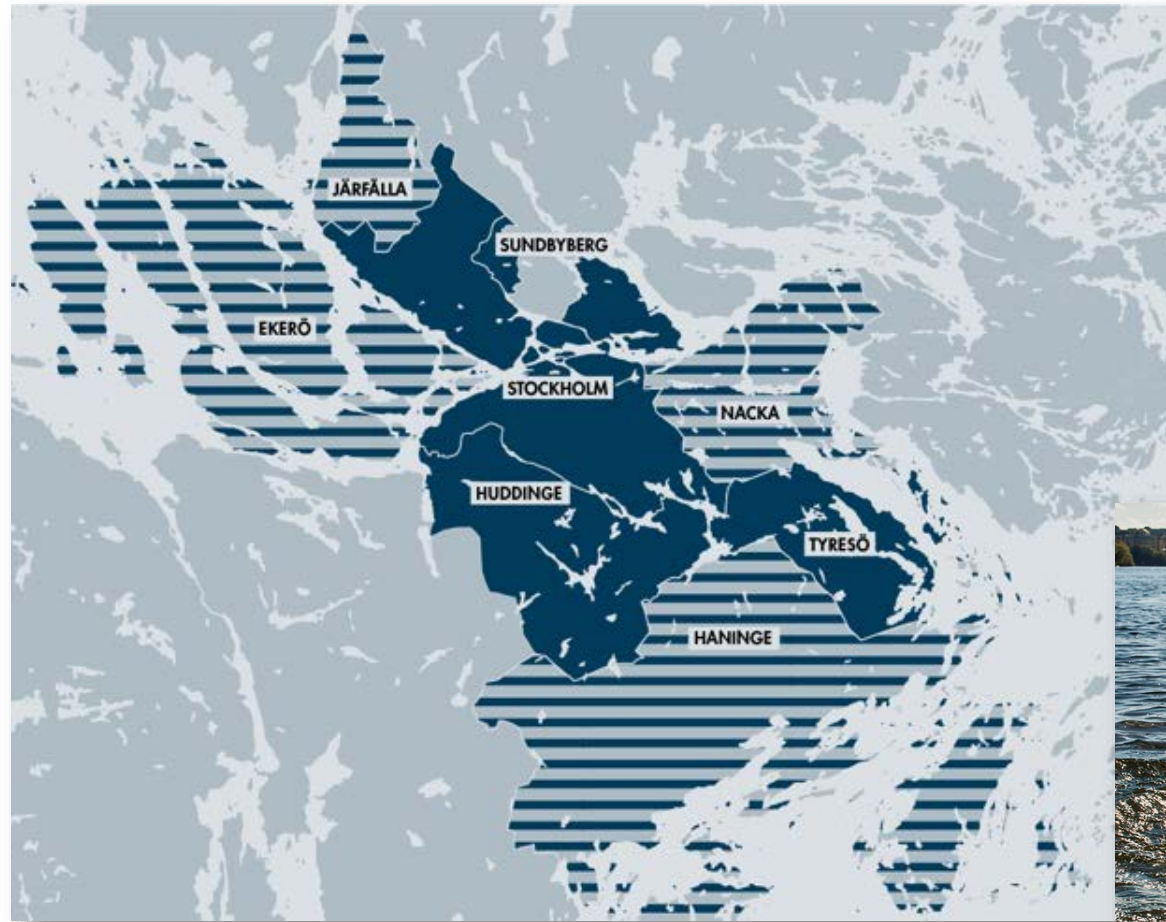 JÄRFÄLLA
SUNDBYBERG
EKERÖ
STOCKHOLM
NACKA
HUDDINGE
TYRESÖ
HANINGE